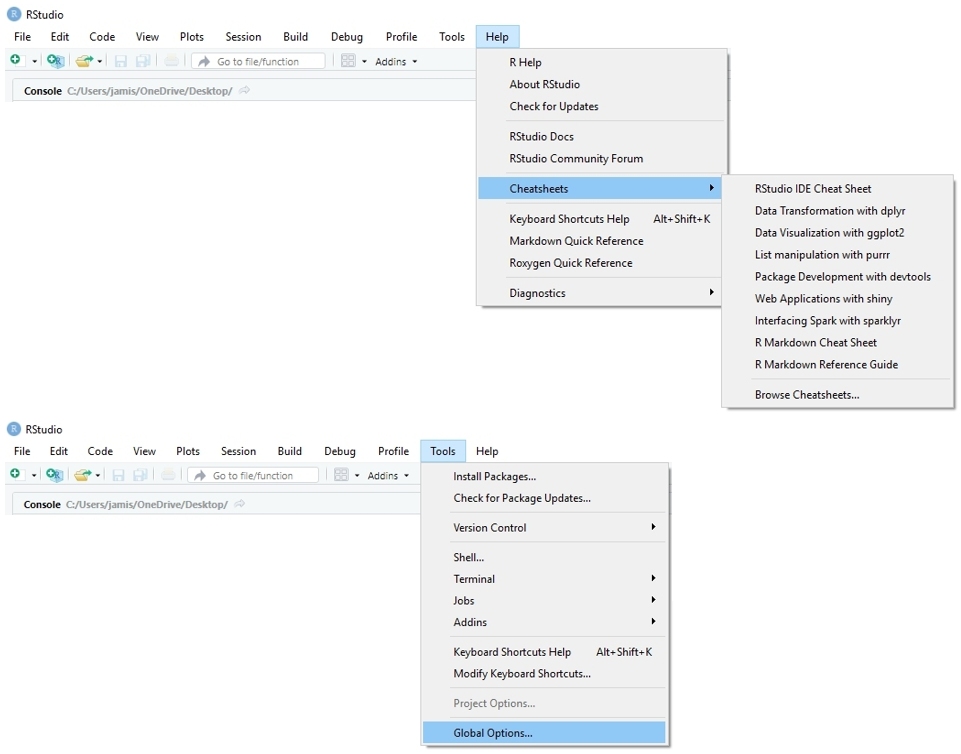 RStudio
File Edit Code View Plots Session Build Debug Profile Tools Help
Go to file/function Addins
Console C:/Users/jamis/OneDrive/Desktop/
R Help
About RStudio
Check for Updates
RStudio Docs
RStudio Community Forum
Cheatsheets
Keyboard Shortcuts Help Alt+Shift+K
Markdown Quick Reference
Roxygen Quick Reference
Diagnostics
RStudio IDE Cheat Sheet
Data Transformation with dplyr
Data Visualization with ggplot2
List manipulation with purrr
Package Development with devtools
Web Applications with shiny
Interfacing Spark with sparklyr
R Markdown Cheat Sheet
R Markdown Reference Guide
Browse Cheatsheets...
RStudio
File Edit Code View Plots Session Build Debug Profile Tools Help
Go to file/function Addins
Console C:/Users/jamis/OneDrive/Desktop/
Install Packages...
Check for Package Updates...
Version Control
Shell...
Terminal
Jobs
Addins
Keyboard Shortcuts Help Alt+Shift+K
Modify Keyboard Shortcuts...
Project Options...
Global Options...